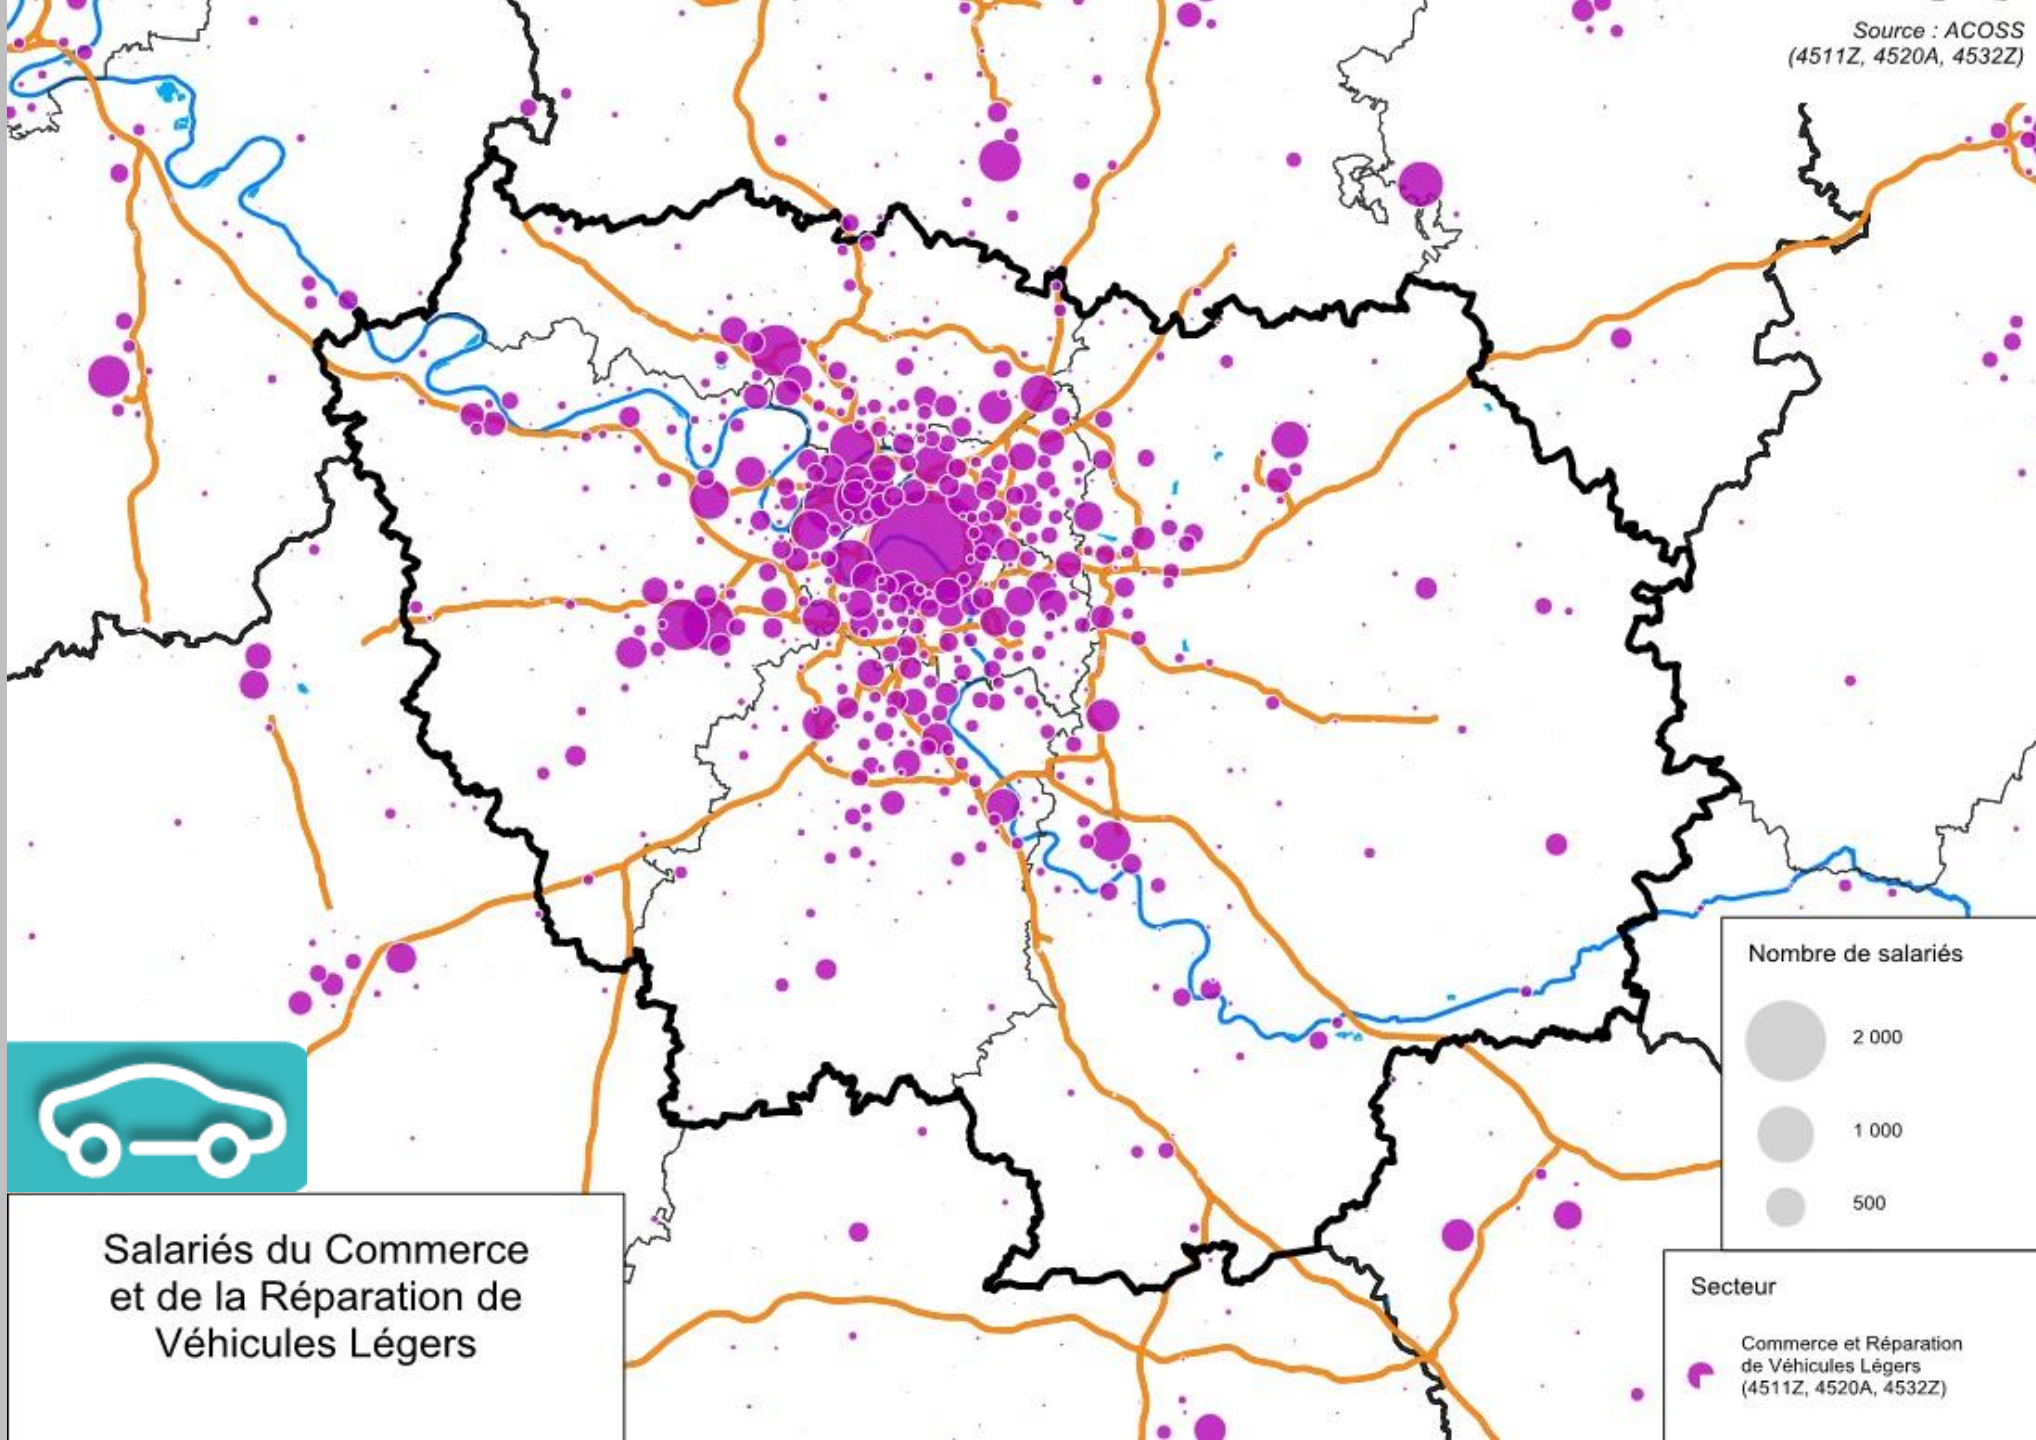 Source : ACOSS
(4511Z, 4520A, 4532Z)
Nombre de salariés
2 000
1 000
500
Secteur
Commerce et Réparation
de Véhicules Légers
(4511Z, 4520A, 4532Z)
Salariés du Commerce
et de la Réparation de
Véhicules Légers